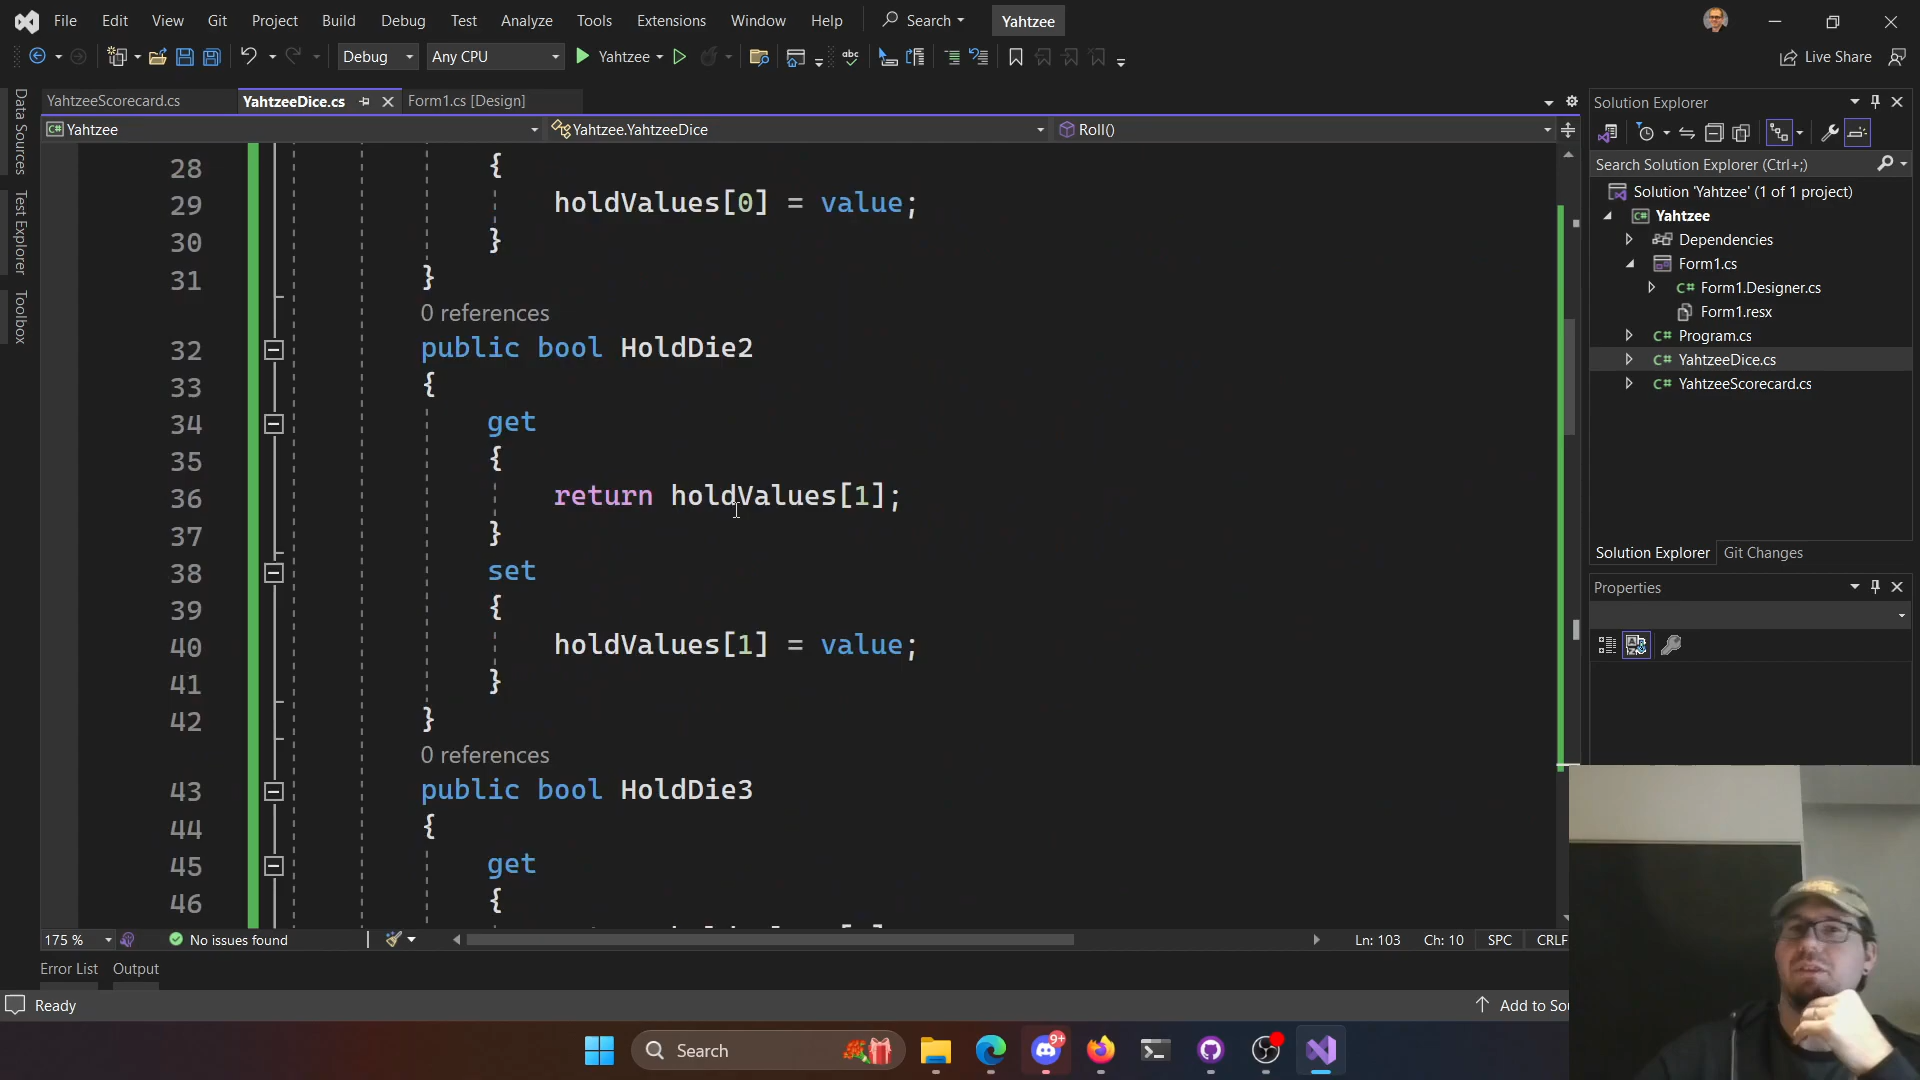 File Edit View Git Project Build Debug Test Analyze Tools Extensions Window Help Search Yahtzee
Debug Any CPU Yahtzee Live Share
YahtzeeScorecard.cs YahtzeeDice.cs Form1.cs [Design]
Yahtzee Yahtzee.YahtzeeDice Roll()
Data Sources
Test Explorer
Toolbox
28 {
29 holdValues[0] = value;
30 }
31 }
0 references
32 public bool HoldDie2
33 {
34 get
35 {
36 return holdValues[1];
37 }
38 set
39 {
40 holdValues[1] = value;
41 }
42 }
0 references
43 public bool HoldDie3
44 {
45 get
46 {
175 % No issues found Ln: 103 Ch: 10 SPC CRLF
Error List Output
Ready Add to So
Solution Explorer
Search Solution Explorer (Ctrl+;)
Solution 'Yahtzee' (1 of 1 project)
Yahtzee
Dependencies
Form1.cs
C# Form1.Designer.cs
Form1.resx
C# Program.cs
C# YahtzeeDice.cs
C# YahtzeeScorecard.cs
Solution Explorer Git Changes
Properties
Search 9+